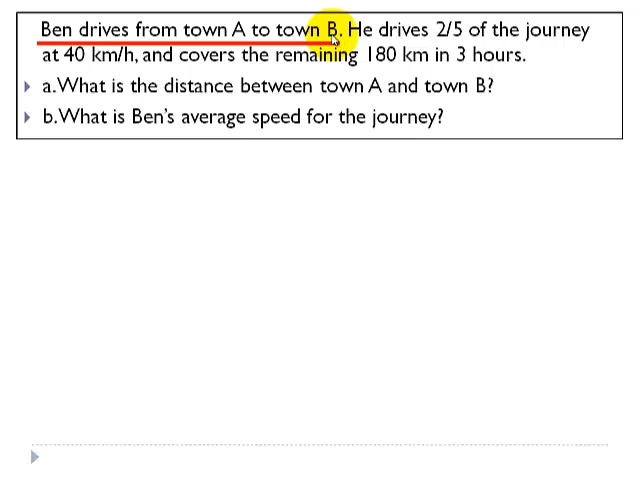 Ben drives from town A to town B. He drives 2/5 of the journey
at 40 km/h, and covers the remaining 180 km in 3 hours.
a.What is the distance between town A and town B?
b.What is Ben's average speed for the journey?